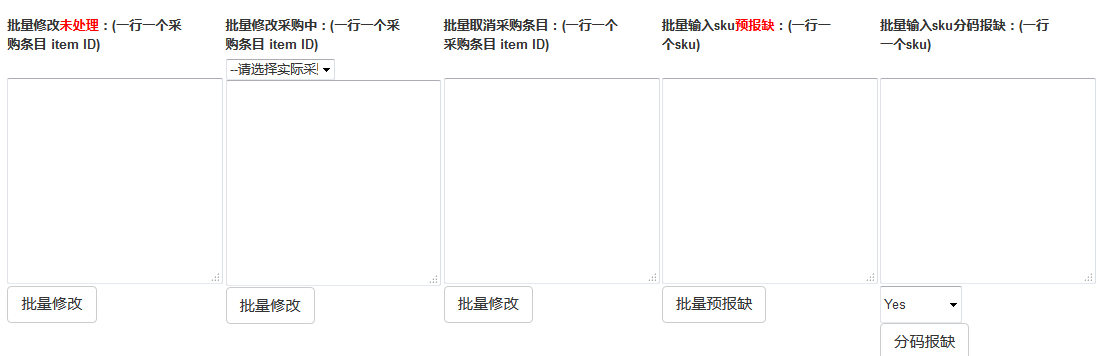 批量修改未处理：(一行一个采
购条目 item ID)
批量修改采购中：(一行一个采
购条目 item ID)
--请选择实际采
批量取消采购条目：(一行一个
采购条目 item ID)
批量输入sku预报缺：(一行一
个sku)
批量输入sku分码报缺：(一行
一个sku)
批量修改
批量修改
批量修改
批量预报缺
Yes
分码报缺